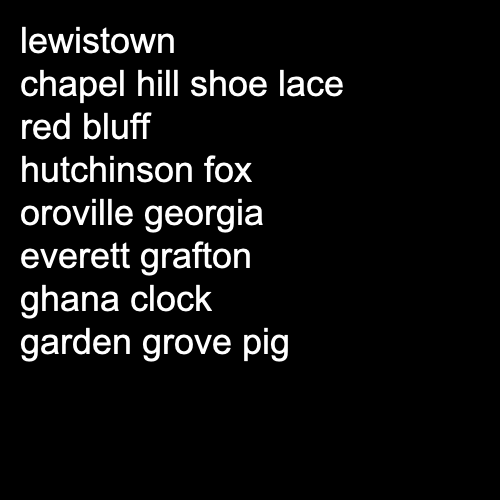 lewistown
chapel hill shoe lace
red bluff
hutchinson fox
oroville georgia
everett grafton
ghana clock
garden grove pig